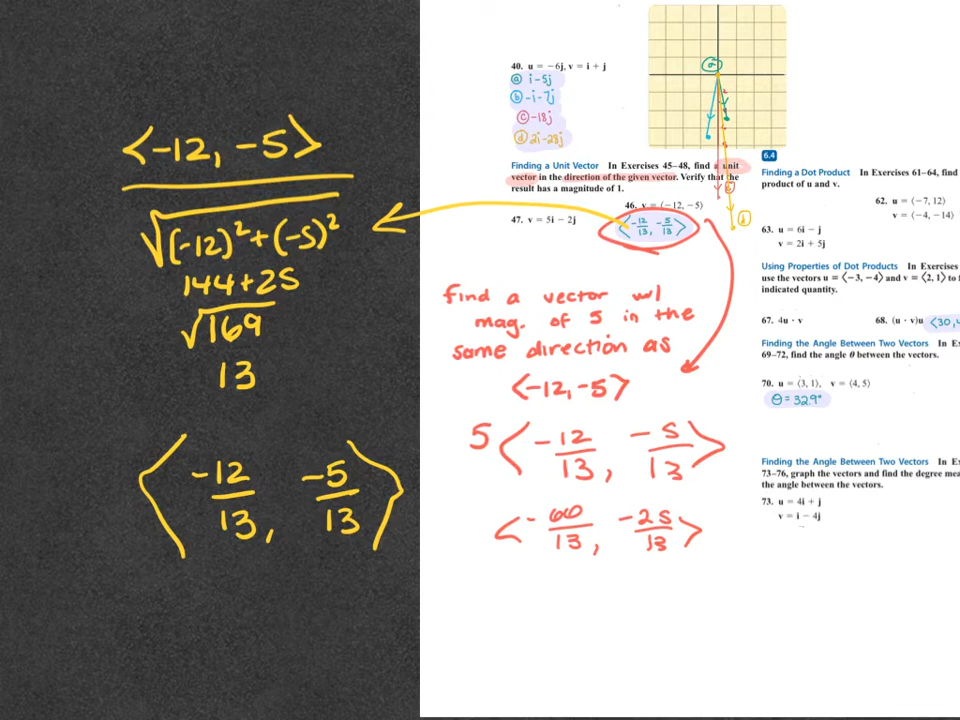 <-12, -5>
√(-12)²+(-5)²
144+25
√169
13
<-12/13, -5/13>
40. u = −6j, v = i + j
ⓐ i-5j
ⓑ -i-7j
ⓒ -18j
ⓓ 2i-28j
Finding a Unit Vector In Exercises 45–48, find a unit
vector in the direction of the given vector. Verify that the
result has a magnitude of 1.
46. v = ⟨−12, −5⟩
47. v = 5i − 2j
<-12/13, -5/13>
find a vector w/
mag. of 5 in the
same direction as
<-12, -5>
5<-12/13, -5/13>
<-60/13, -25/13>
ⓒ
ⓓ
6.4
Finding a Dot Product In Exercises 61–64, find
product of u and v.
62. u = ⟨−7, 12⟩
v = ⟨−4, −14⟩
63. u = 6i − j
v = 2i + 5j
Using Properties of Dot Products In Exercises
use the vectors u = ⟨−3, −4⟩ and v = ⟨2, 1⟩ to
indicated quantity.
67. 4u · v
68. (u · v)u <30,
Finding the Angle Between Two Vectors In Ex
69–72, find the angle θ between the vectors.
70. u = ⟨3, 1⟩, v = ⟨4, 5⟩
θ = 32.9°
Finding the Angle Between Two Vectors In Ex
73–76, graph the vectors and find the degree mea
the angle between the vectors.
73. u = 4i + j
v = i − 4j